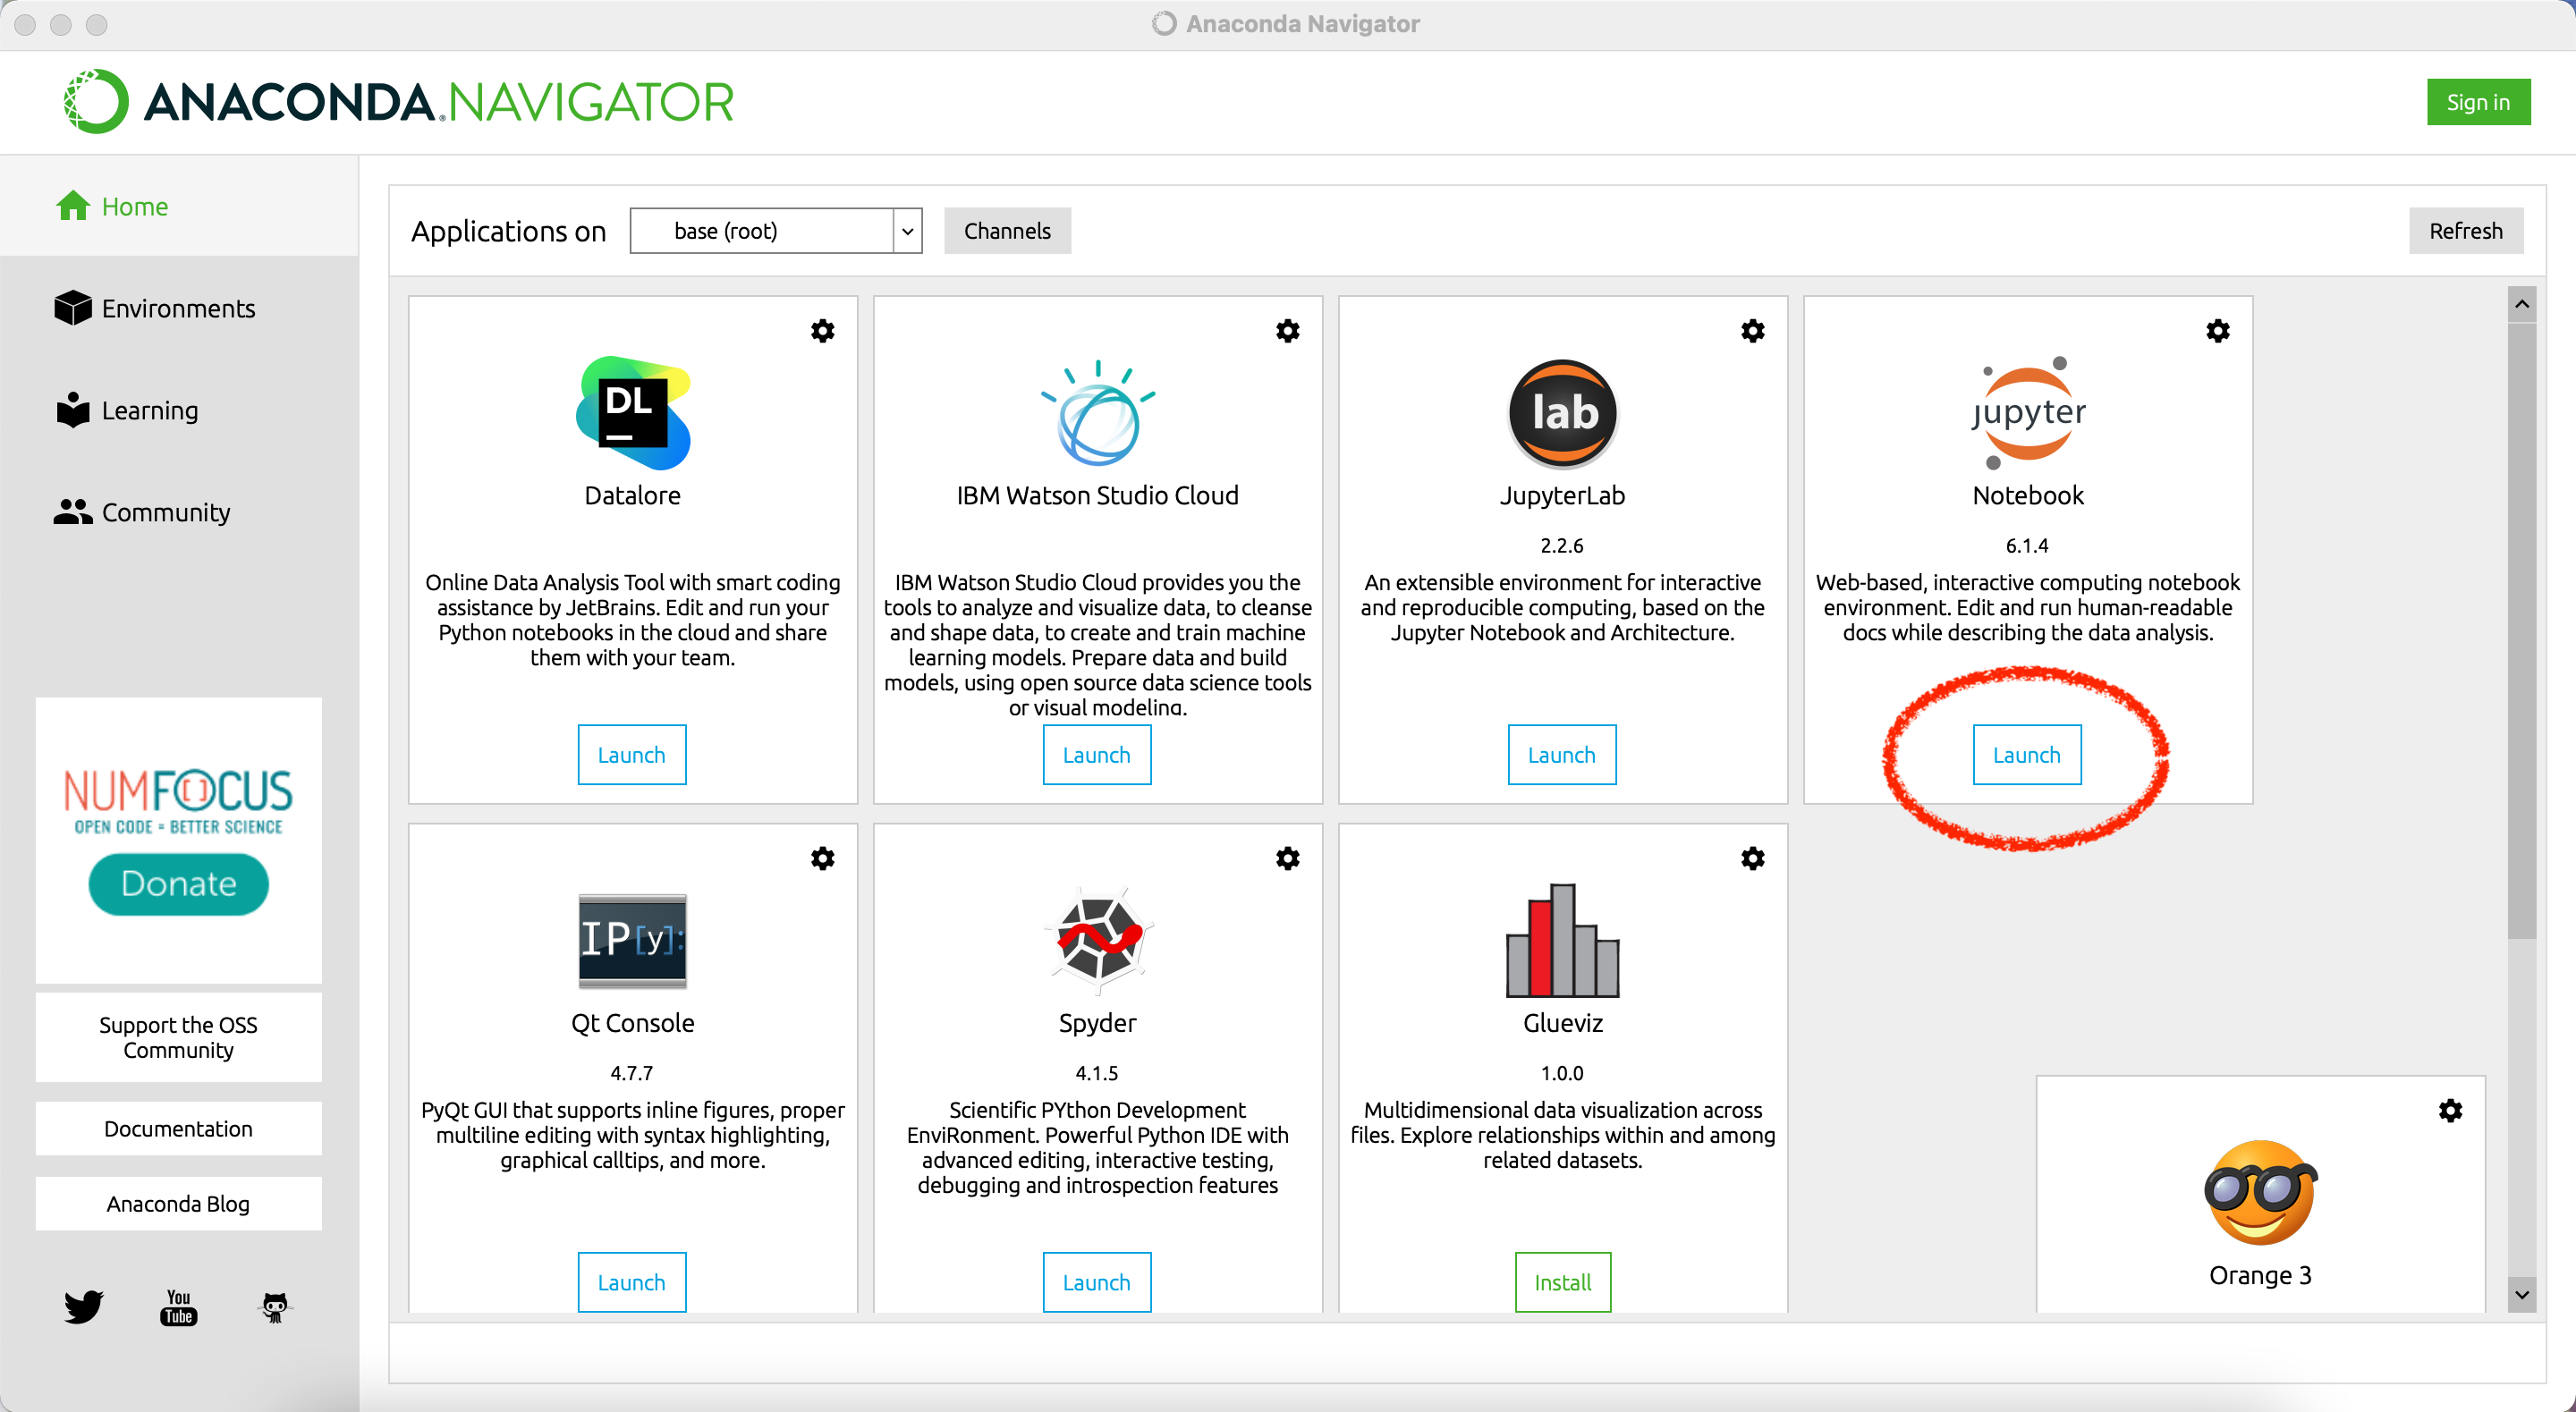 Anaconda Navigator
ANACONDA.NAVIGATOR
Sign in
Home
Environments
Learning
Community
NUMFOCUS
OPEN CODE = BETTER SCIENCE
Donate
Support the OSS
Community
Documentation
Anaconda Blog
You
Tube
Applications on
base (root)
Channels
Refresh
DL
Datalore
Online Data Analysis Tool with smart coding
assistance by JetBrains. Edit and run your
Python notebooks in the cloud and share
them with your team.
Launch
IBM Watson Studio Cloud
IBM Watson Studio Cloud provides you the
tools to analyze and visualize data, to cleanse
and shape data, to create and train machine
learning models. Prepare data and build
models, using open source data science tools
or visual modeling.
Launch
lab
JupyterLab
2.2.6
An extensible environment for interactive
and reproducible computing, based on the
Jupyter Notebook and Architecture.
Launch
jupyter
Notebook
6.1.4
Web-based, interactive computing notebook
environment. Edit and run human-readable
docs while describing the data analysis.
Launch
IP[y]:
Qt Console
4.7.7
PyQt GUI that supports inline figures, proper
multiline editing with syntax highlighting,
graphical calltips, and more.
Launch
Spyder
4.1.5
Scientific PYthon Development
EnviRonment. Powerful Python IDE with
advanced editing, interactive testing,
debugging and introspection features
Launch
Glueviz
1.0.0
Multidimensional data visualization across
files. Explore relationships within and among
related datasets.
Install
Orange 3